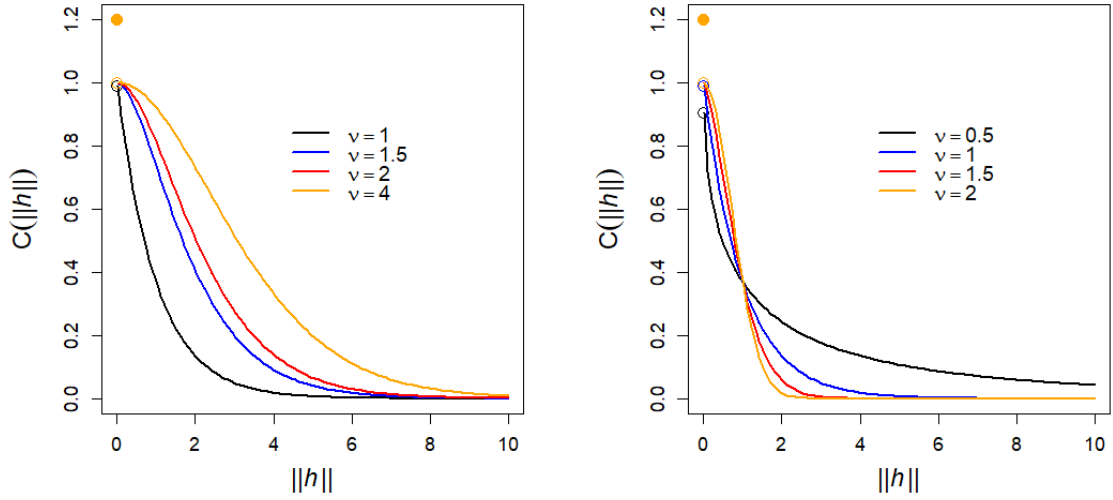 C(||h||)
1.2
1.0
0.8
0.6
0.4
0.2
0.0
ν = 1
ν = 1.5
ν = 2
ν = 4
0 2 4 6 8 10
||h||
C(||h||)
1.2
1.0
0.8
0.6
0.4
0.2
0.0
ν = 0.5
ν = 1
ν = 1.5
ν = 2
0 2 4 6 8 10
||h||